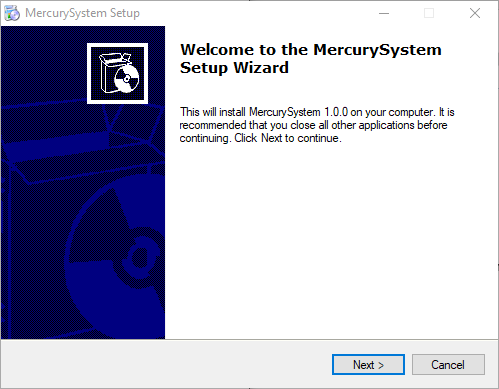 MercurySystem Setup
Welcome to the MercurySystem
Setup Wizard
This will install MercurySystem 1.0.0 on your computer. It is
recommended that you close all other applications before
continuing. Click Next to continue.
Next >
Cancel